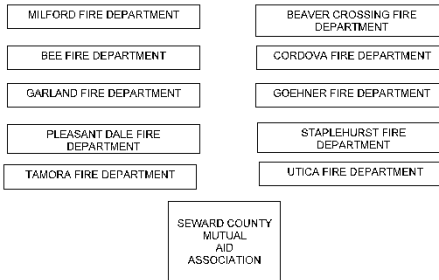 MILFORD FIRE DEPARTMENT
BEAVER CROSSING FIRE
DEPARTMENT
BEE FIRE DEPARTMENT
CORDOVA FIRE DEPARTMENT
GARLAND FIRE DEPARTMENT
GOEHNER FIRE DEPARTMENT
PLEASANT DALE FIRE
DEPARTMENT
STAPLEHURST FIRE
DEPARTMENT
TAMORA FIRE DEPARTMENT
UTICA FIRE DEPARTMENT
SEWARD COUNTY
MUTUAL
AID
ASSOCIATION